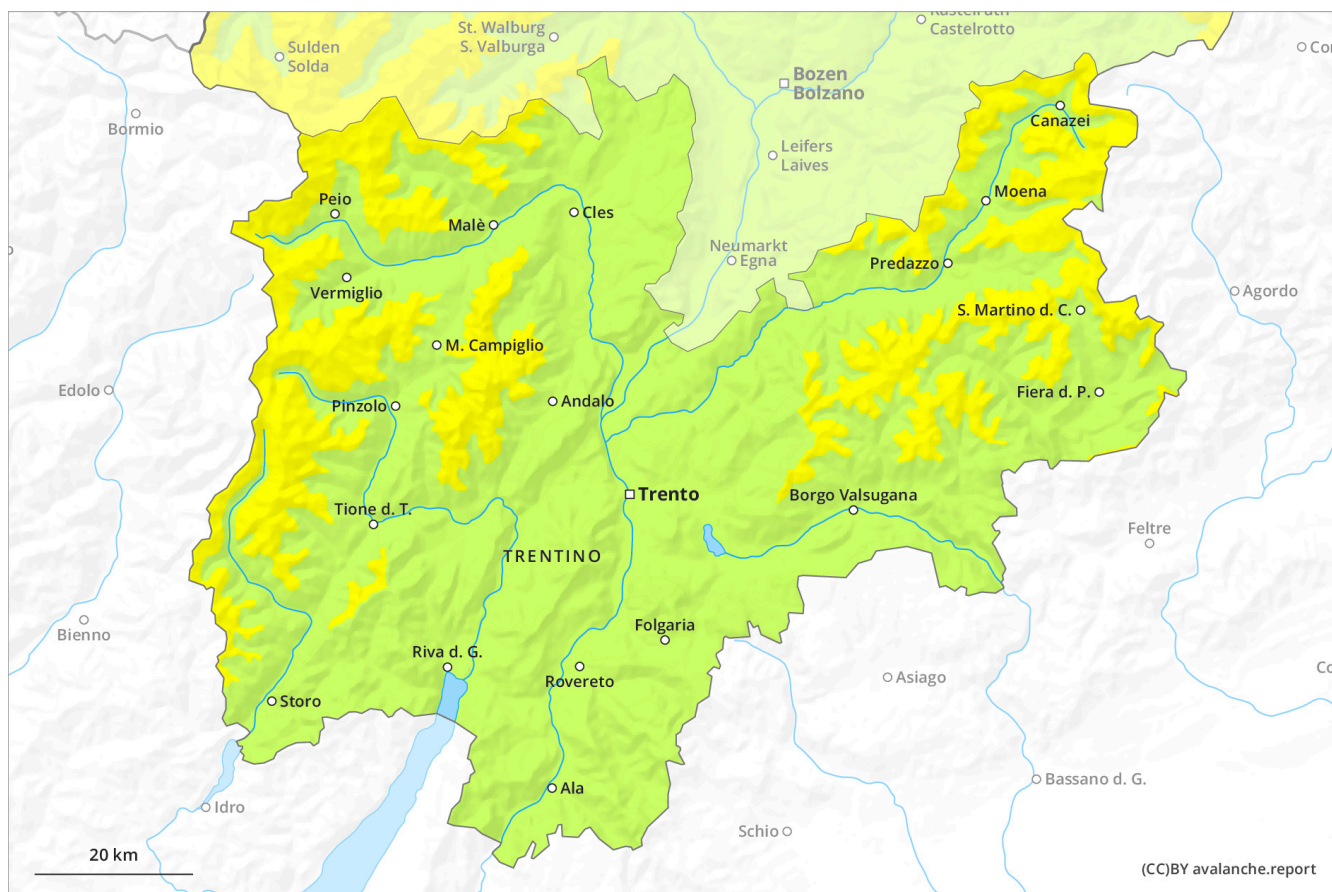 Kastelruth
Castelrotto
St. Walburg
S. Valburga
Sulden
Solda
Bozen
Bolzano
Bormio
Canazei
Leifers
Laives
Peio
Malè
Cles
Moena
Neumarkt
Egna
Predazzo
Vermiglio
Agordo
S. Martino d. C.
M. Campiglio
Edolo
Pinzolo
Andalo
Fiera d. P.
Trento
Borgo Valsugana
Tione d. T.
Feltre
TRENTINO
Bienno
Folgaria
Riva d. G.
Rovereto
Asiago
Storo
Ala
Bassano d. G.
Idro
Schio
20 km
(CC)BY avalanche.report